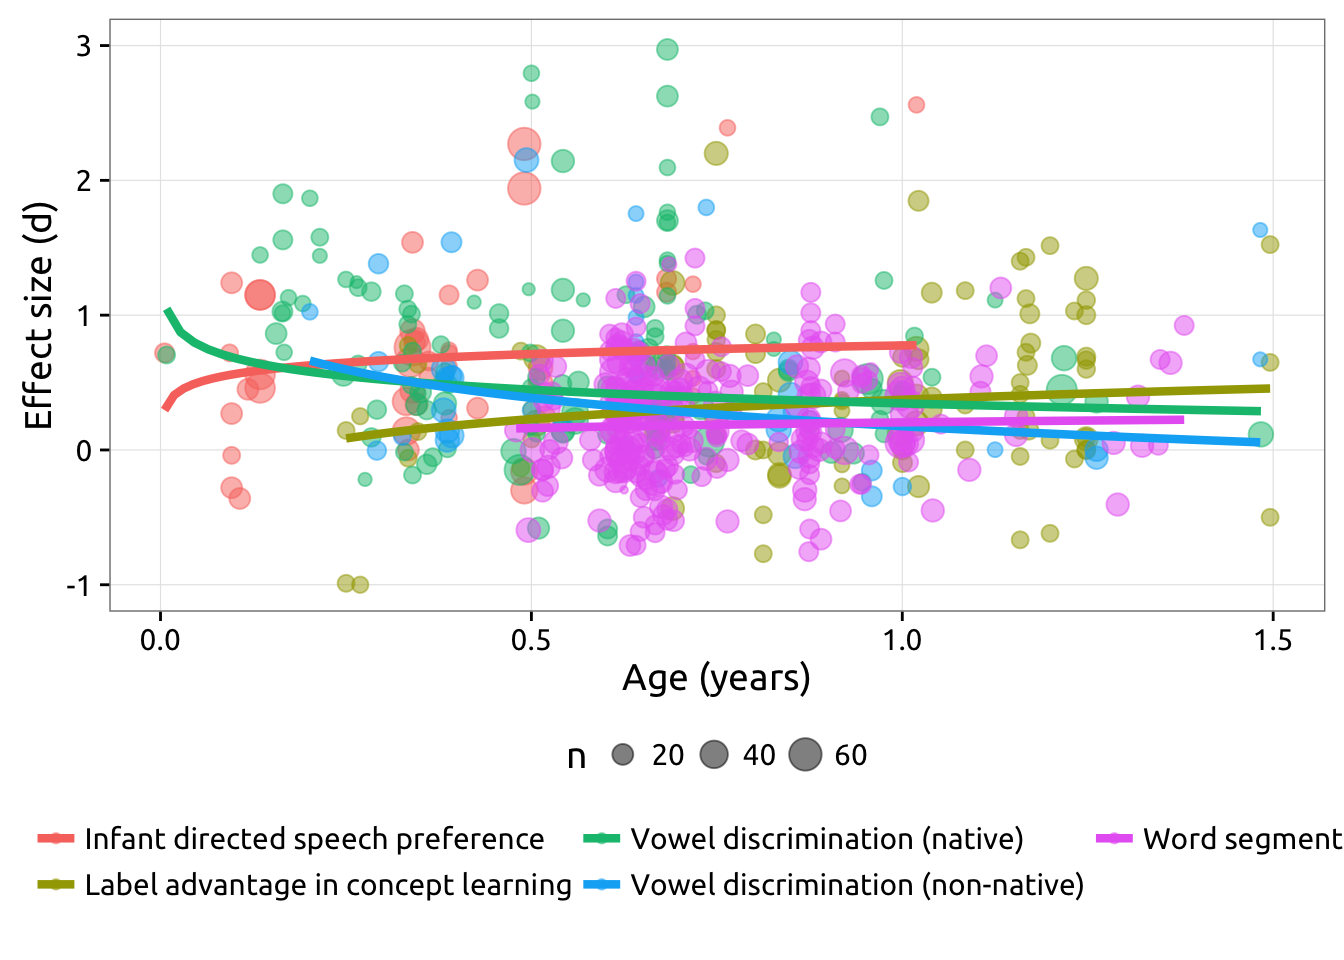 3
2
1
0
-1
Effect size (d)
0.0 0.5 1.0 1.5
Age (years)
n 20 40 60
Infant directed speech preference Vowel discrimination (native) Word segment
Label advantage in concept learning Vowel discrimination (non-native)